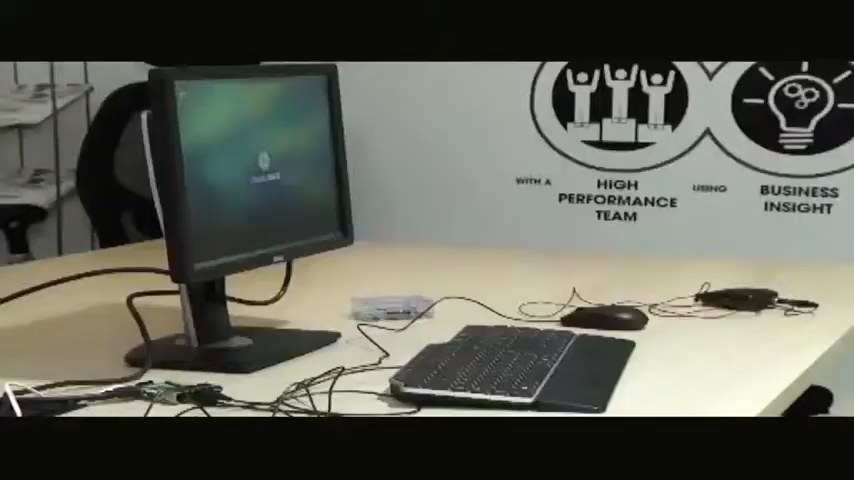 WITH A
HIGH
PERFORMANCE
TEAM
USING
BUSINESS
INSIGHT